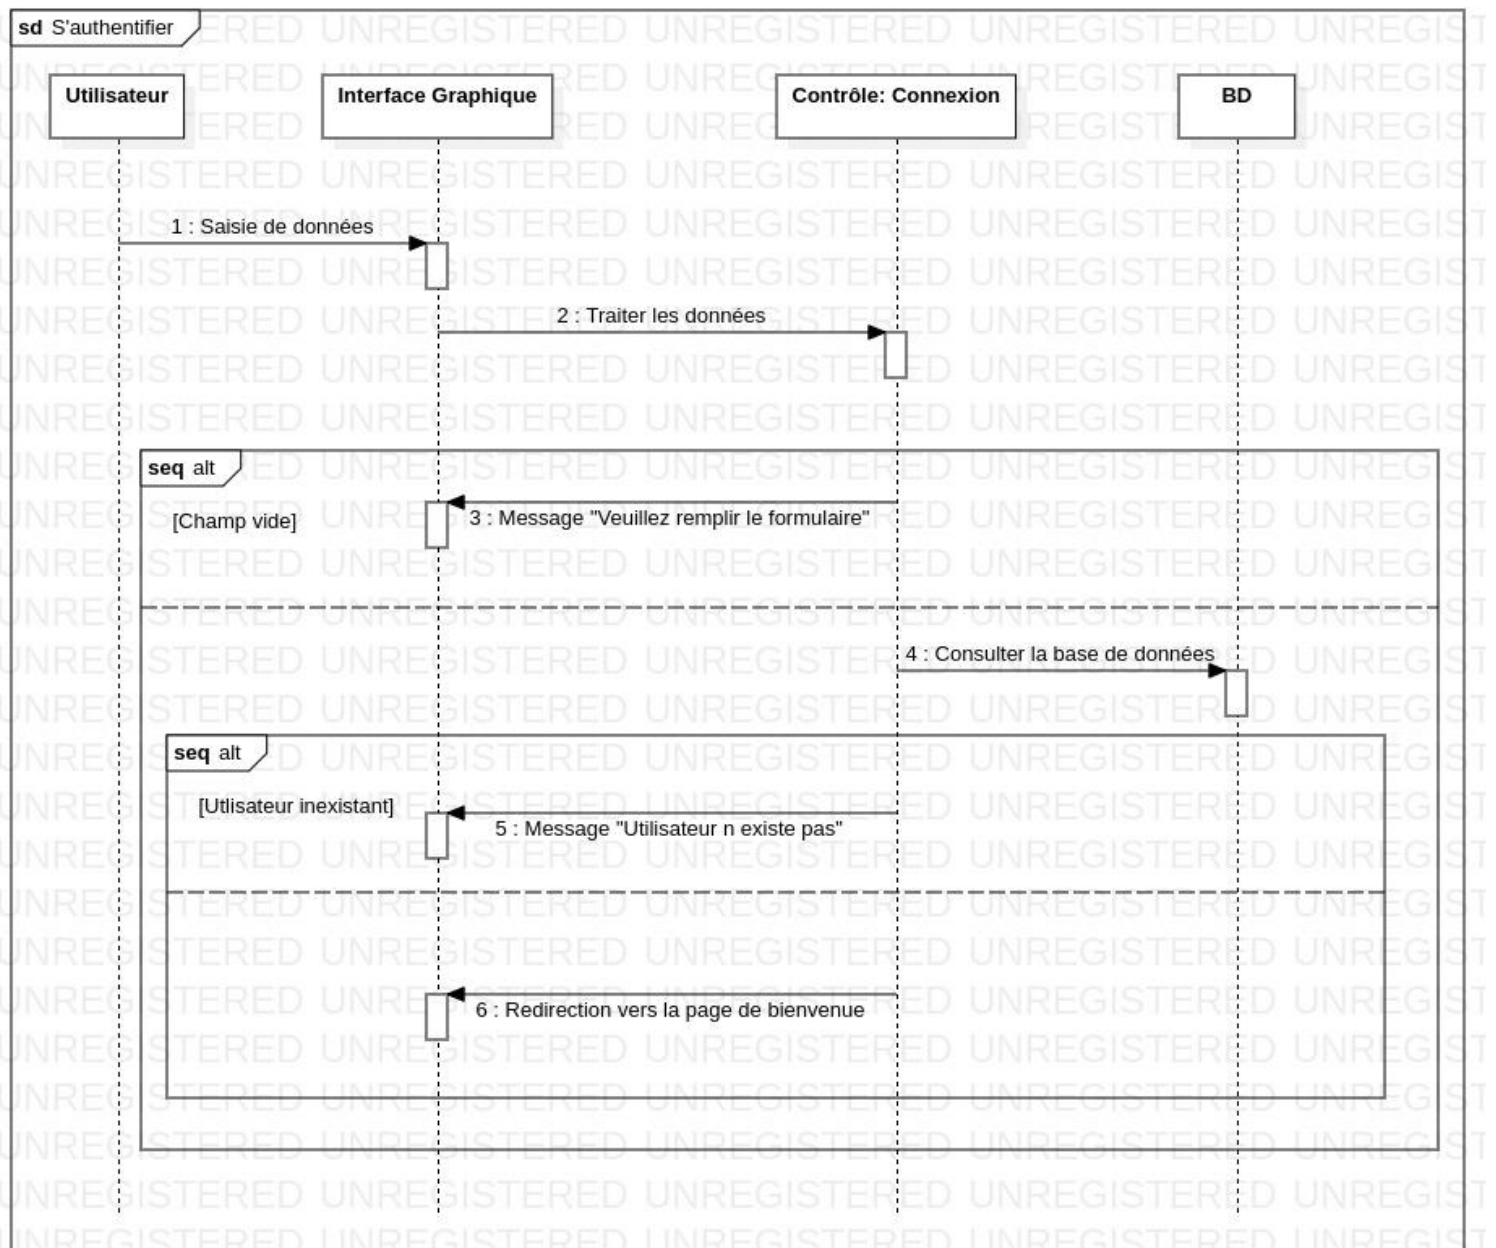 sd S'authentifier
Utilisateur
Interface Graphique
Contrôle: Connexion
BD
1 : Saisie de données
2 : Traiter les données
seq alt
[Champ vide]
3 : Message "Veuillez remplir le formulaire"
4 : Consulter la base de données
seq alt
[Utlisateur inexistant]
5 : Message "Utilisateur n existe pas"
6 : Redirection vers la page de bienvenue
UNREGISTERED